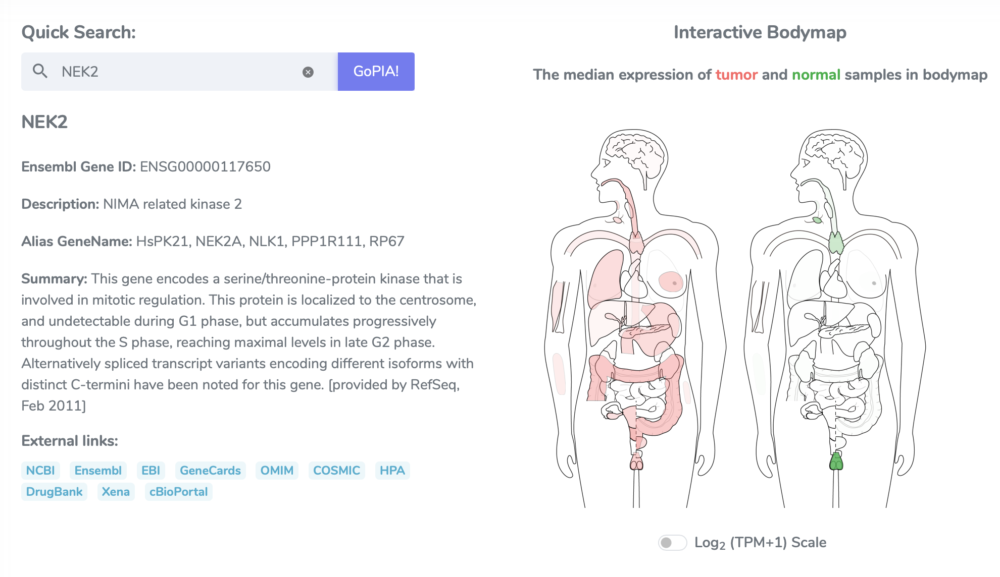 Quick Search:
NEK2
GoPIA!
NEK2
Ensembl Gene ID: ENSG00000117650
Description: NIMA related kinase 2
Alias GeneName: HsPK21, NEK2A, NLK1, PPP1R111, RP67
Summary: This gene encodes a serine/threonine-protein kinase that is
involved in mitotic regulation. This protein is localized to the centrosome,
and undetectable during G1 phase, but accumulates progressively
throughout the S phase, reaching maximal levels in late G2 phase.
Alternatively spliced transcript variants encoding different isoforms with
distinct C-termini have been noted for this gene. [provided by RefSeq,
Feb 2011]
External links:
NCBI Ensembl EBI GeneCards OMIM COSMIC HPA
DrugBank Xena cBioPortal
Interactive Bodymap
The median expression of tumor and normal samples in bodymap
Log₂ (TPM+1) Scale